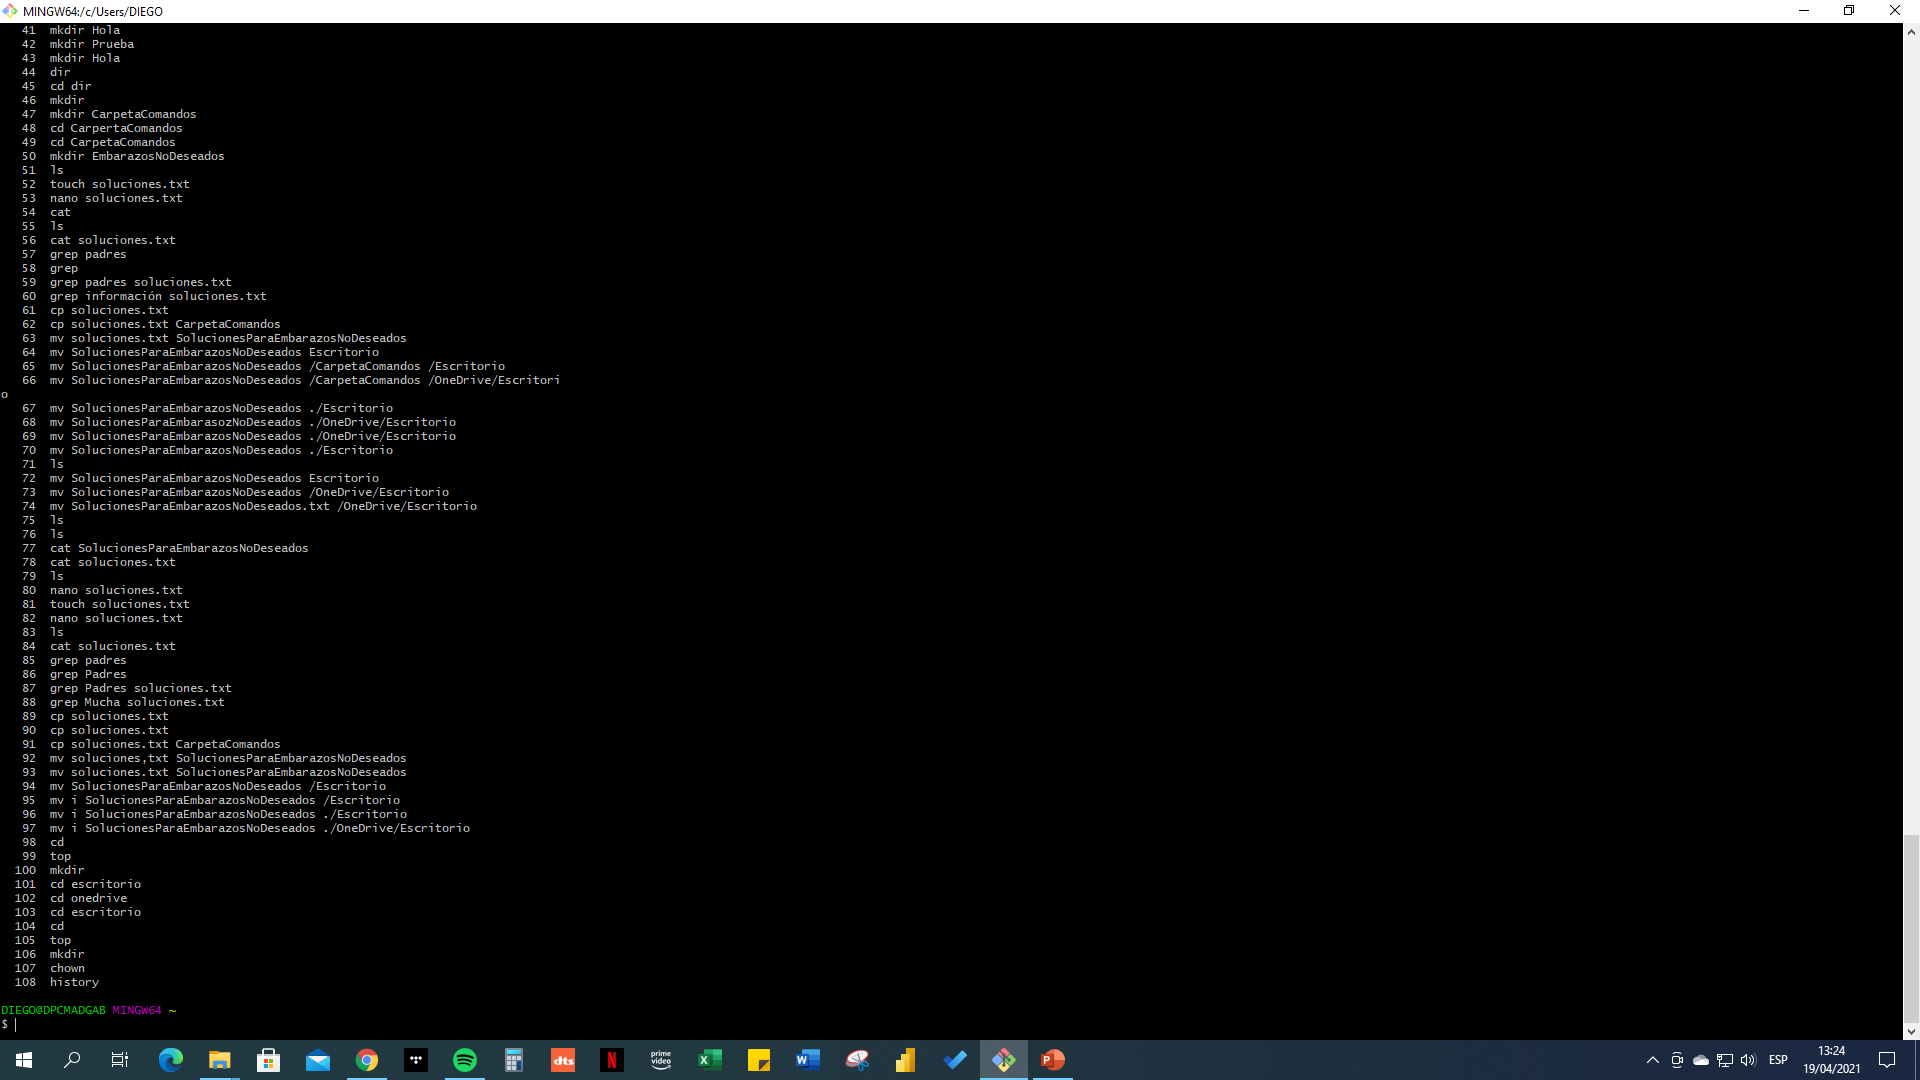 MINGW64:/c/Users/DIEGO
41 mkdir Hola
42 mkdir Prueba
43 mkdir Hola
44 dir
45 cd dir
46 mkdir
47 mkdir CarpetaComandos
48 cd CarpertaComandos
49 cd CarpetaComandos
50 mkdir EmbarazosNoDeseados
51 ls
52 touch soluciones.txt
53 nano soluciones.txt
54 cat
55 ls
56 cat soluciones.txt
57 grep padres
58 grep
59 grep padres soluciones.txt
60 grep información soluciones.txt
61 cp soluciones.txt
62 cp soluciones.txt CarpetaComandos
63 mv soluciones.txt SolucionesParaEmbarazosNoDeseados
64 mv SolucionesParaEmbarazosNoDeseados Escritorio
65 mv SolucionesParaEmbarazosNoDeseados /CarpetaComandos /Escritorio
66 mv SolucionesParaEmbarazosNoDeseados /CarpetaComandos /OneDrive/Escritori
o
67 mv SolucionesParaEmbarazosNoDeseados ./Escritorio
68 mv SolucionesParaEmbarasozNoDeseados ./OneDrive/Escritorio
69 mv SolucionesParaEmbarazosNoDeseados ./OneDrive/Escritorio
70 mv SolucionesParaEmbarazosNoDeseados ./Escritorio
71 ls
72 mv SolucionesParaEmbarazosNoDeseados Escritorio
73 mv SolucionesParaEmbarazosNoDeseados /OneDrive/Escritorio
74 mv SolucionesParaEmbarazosNoDeseados.txt /OneDrive/Escritorio
75 ls
76 ls
77 cat SolucionesParaEmbarazosNoDeseados
78 cat soluciones.txt
79 ls
80 nano soluciones.txt
81 touch soluciones.txt
82 nano soluciones.txt
83 ls
84 cat soluciones.txt
85 grep padres
86 grep Padres
87 grep Padres soluciones.txt
88 grep Mucha soluciones.txt
89 cp soluciones.txt
90 cp soluciones.txt
91 cp soluciones.txt CarpetaComandos
92 mv soluciones,txt SolucionesParaEmbarazosNoDeseados
93 mv soluciones.txt SolucionesParaEmbarazosNoDeseados
94 mv SolucionesParaEmbarazosNoDeseados /Escritorio
95 mv i SolucionesParaEmbarazosNoDeseados /Escritorio
96 mv i SolucionesParaEmbarazosNoDeseados ./Escritorio
97 mv i SolucionesParaEmbarazosNoDeseados ./OneDrive/Escritorio
98 cd
99 top
100 mkdir
101 cd escritorio
102 cd onedrive
103 cd escritorio
104 cd
105 top
106 mkdir
107 chown
108 history
DIEGO@DPCMADGAB MINGW64 ~
$
dts
N
prime video
X
W
P
ESP
13:24
19/04/2021